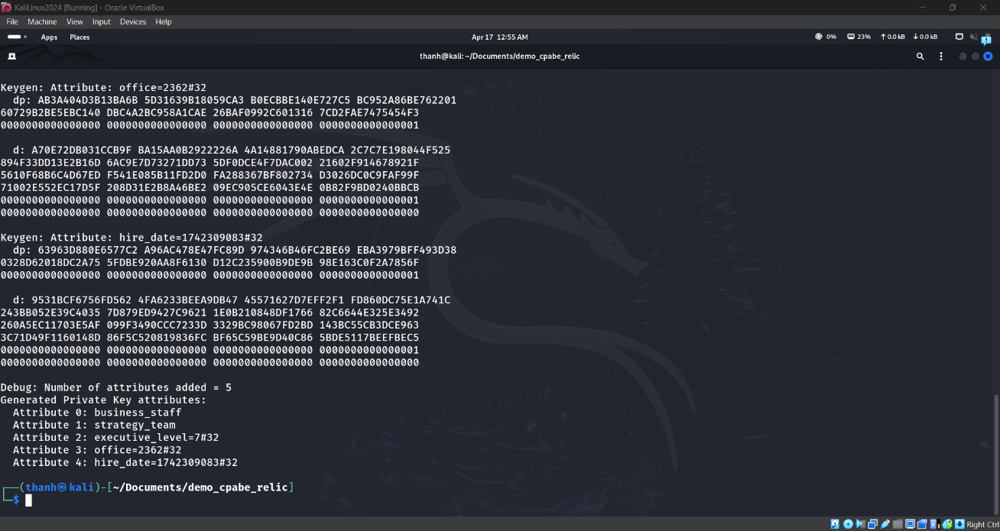 KaliLinux2024 [Running] - Oracle VirtualBox
File Machine View Input Devices Help
Apps Places Apr 17 12:55 AM 0% 23% 0.0 kB 0.0 kB
thanh@kali: ~/Documents/demo_cpabe_relic
Keygen: Attribute: office=2362#32
dp: AB3A404D3B13BA6B 5D31639B18059CA3 B0ECBBE140E727C5 BC952A86BE762201
60729B2BE5EBC140 DBC4A2BC958A1CAE 26BAF0992C601316 7CD2FAE7475454F3
0000000000000000 0000000000000000 0000000000000000 0000000000000001
d: A70E72DB031CCB9F BA15AA0B2922226A 4A14881790ABEDCA 2C7C7E198044F525
894F33DD13E2B16D 6AC9E7D73271DD73 5DF0DCE4F7DAC002 21602F914678921F
5610F68B6C4D67ED F541E085B11FD2D0 FA288367BF802734 D3026DC0C9FAF99F
71002E552EC17D5F 208D31E2B8A46BE2 09EC905CE6043E4E 0B82F9BD0240BBCB
0000000000000000 0000000000000000 0000000000000000 0000000000000001
0000000000000000 0000000000000000 0000000000000000 0000000000000000
Keygen: Attribute: hire_date=1742309083#32
dp: 63963D880E6577C2 A96AC478E47FC89D 974346B46FC2BE69 EBA3979BFF493D38
0328D62018DC2A75 5FDBE920AA8F6130 D12C235900B9DE9B 98E163C0F2A7856F
0000000000000000 0000000000000000 0000000000000000 0000000000000001
d: 9531BCF6756FD562 4FA6233BEEA9DB47 45571627D7EFF2F1 FD860DC75E1A741C
243BB052E39C4035 7D879ED9427C9621 1E0B210848DF1766 82C6644E325E3492
260A5EC11703E5AF 099F3490CCC7233D 3329BC98067FD2BD 143BC55CB3DCE963
3C71D49F1160148D 86F5C520819836FC BF65C59BE9D40C86 5BDE5117BEEFBEC5
0000000000000000 0000000000000000 0000000000000000 0000000000000001
0000000000000000 0000000000000000 0000000000000000 0000000000000000
Debug: Number of attributes added = 5
Generated Private Key attributes:
Attribute 0: business_staff
Attribute 1: strategy_team
Attribute 2: executive_level=7#32
Attribute 3: office=2362#32
Attribute 4: hire_date=1742309083#32
(thanh㉿kali)-[~/Documents/demo_cpabe_relic]
$
Right Ctrl